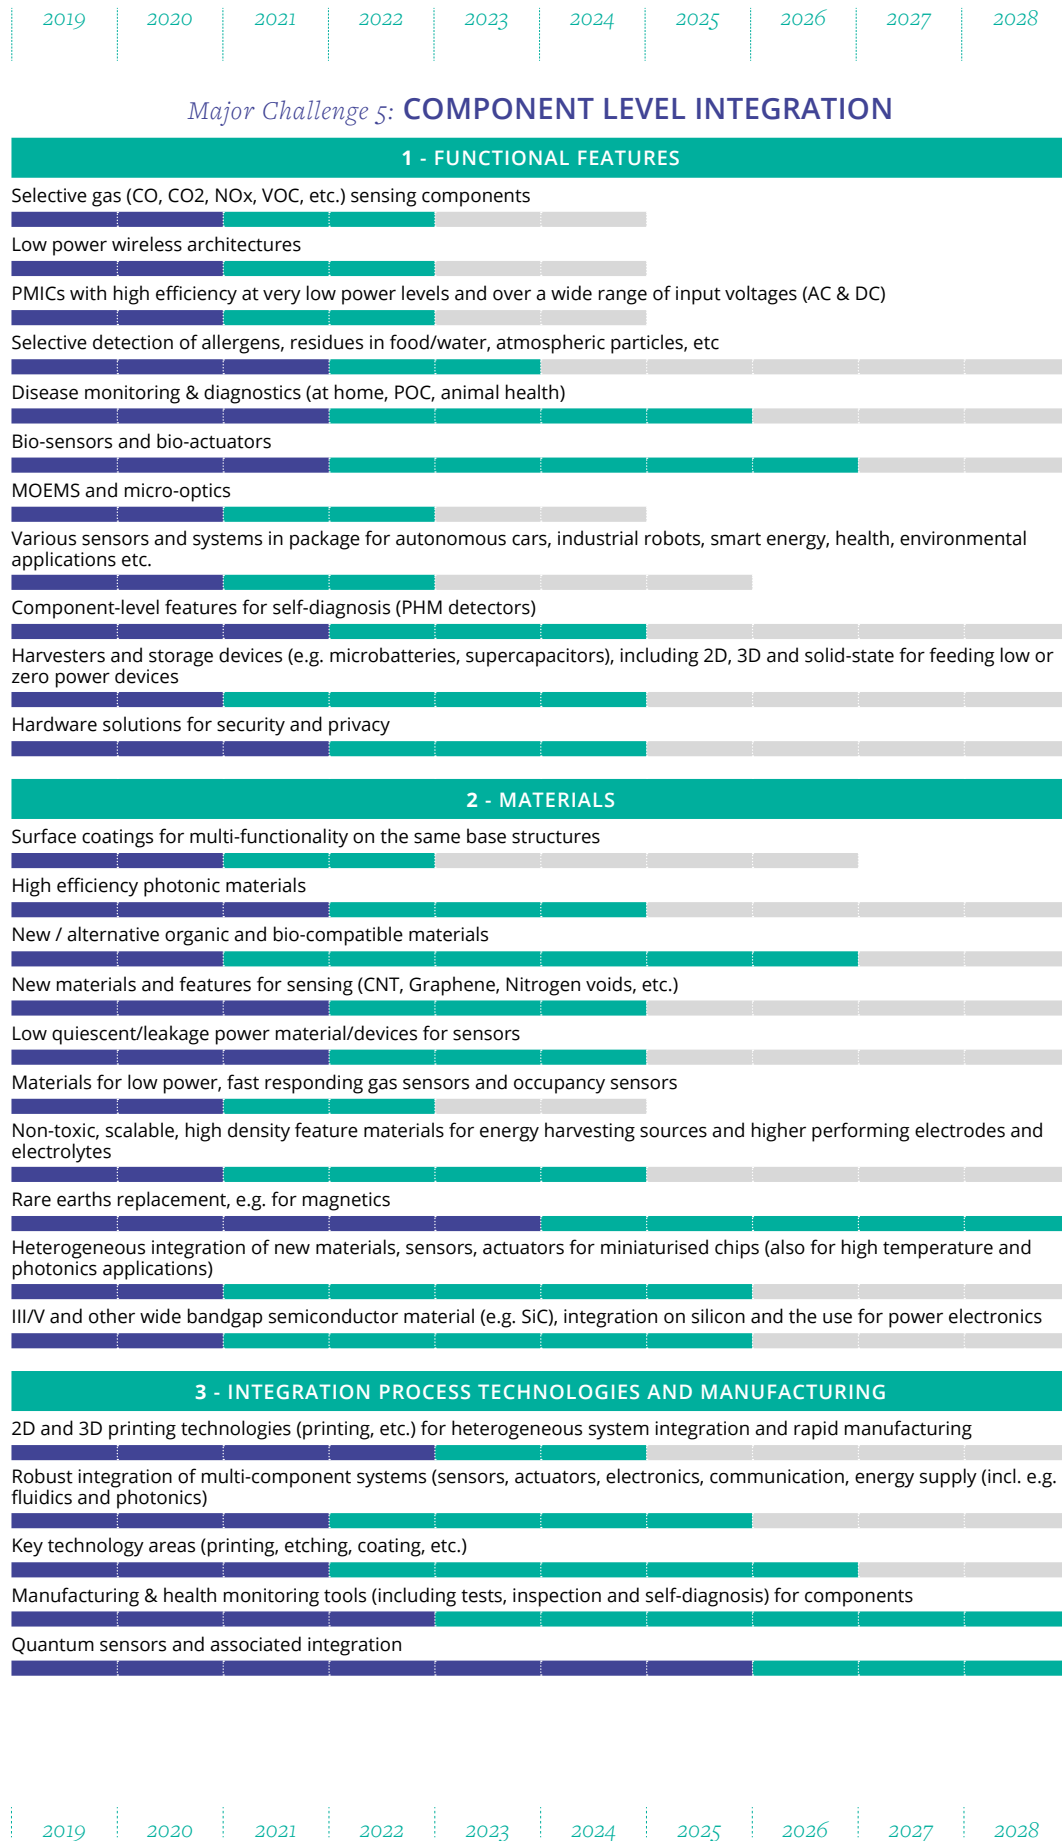 2019 2020 2021 2022 2023 2024 2025 2026 2027 2028
Major Challenge 5: COMPONENT LEVEL INTEGRATION
1 - FUNCTIONAL FEATURES
Selective gas (CO, CO2, NOx, VOC, etc.) sensing components
Low power wireless architectures
PMICs with high efficiency at very low power levels and over a wide range of input voltages (AC & DC)
Selective detection of allergens, residues in food/water, atmospheric particles, etc
Disease monitoring & diagnostics (at home, POC, animal health)
Bio-sensors and bio-actuators
MOEMS and micro-optics
Various sensors and systems in package for autonomous cars, industrial robots, smart energy, health, environmental
applications etc.
Component-level features for self-diagnosis (PHM detectors)
Harvesters and storage devices (e.g. microbatteries, supercapacitors), including 2D, 3D and solid-state for feeding low or
zero power devices
Hardware solutions for security and privacy
2 - MATERIALS
Surface coatings for multi-functionality on the same base structures
High efficiency photonic materials
New / alternative organic and bio-compatible materials
New materials and features for sensing (CNT, Graphene, Nitrogen voids, etc.)
Low quiescent/leakage power material/devices for sensors
Materials for low power, fast responding gas sensors and occupancy sensors
Non-toxic, scalable, high density feature materials for energy harvesting sources and higher performing electrodes and
electrolytes
Rare earths replacement, e.g. for magnetics
Heterogeneous integration of new materials, sensors, actuators for miniaturised chips (also for high temperature and
photonics applications)
III/V and other wide bandgap semiconductor material (e.g. SiC), integration on silicon and the use for power electronics
3 - INTEGRATION PROCESS TECHNOLOGIES AND MANUFACTURING
2D and 3D printing technologies (printing, etc.) for heterogeneous system integration and rapid manufacturing
Robust integration of multi-component systems (sensors, actuators, electronics, communication, energy supply (incl. e.g.
fluidics and photonics)
Key technology areas (printing, etching, coating, etc.)
Manufacturing & health monitoring tools (including tests, inspection and self-diagnosis) for components
Quantum sensors and associated integration
2019 2020 2021 2022 2023 2024 2025 2026 2027 2028